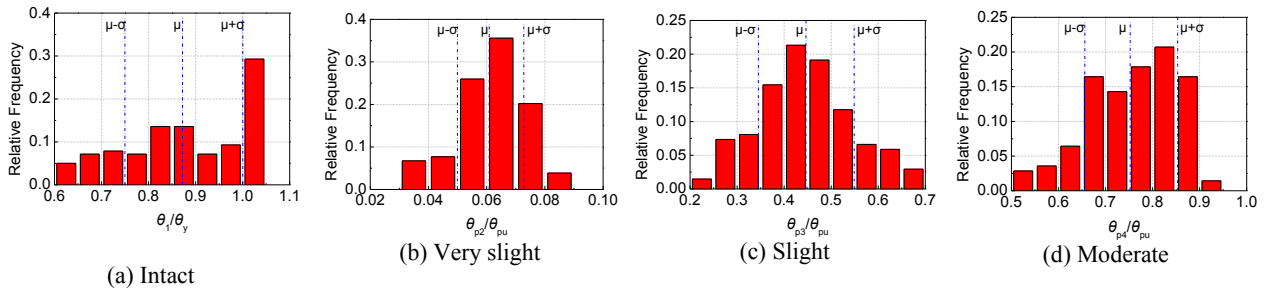 μ-σ μ μ+σ
Relative Frequency
0.4
0.3
0.2
0.1
0.0
0.6 0.7 0.8 0.9 1.0 1.1
θ1/θy
(a) Intact
μ-σ μ μ+σ
Relative Frequency
0.4
0.3
0.2
0.1
0.0
0.02 0.04 0.06 0.08 0.10
θp2/θpu
(b) Very slight
μ-σ μ μ+σ
Relative Frequency
0.25
0.20
0.15
0.10
0.05
0.00
0.2 0.3 0.4 0.5 0.6 0.7
θp3/θpu
(c) Slight
μ-σ μ μ+σ
Relative Frequency
0.25
0.20
0.15
0.10
0.05
0.00
0.5 0.6 0.7 0.8 0.9 1.0
θp4/θpu
(d) Moderate